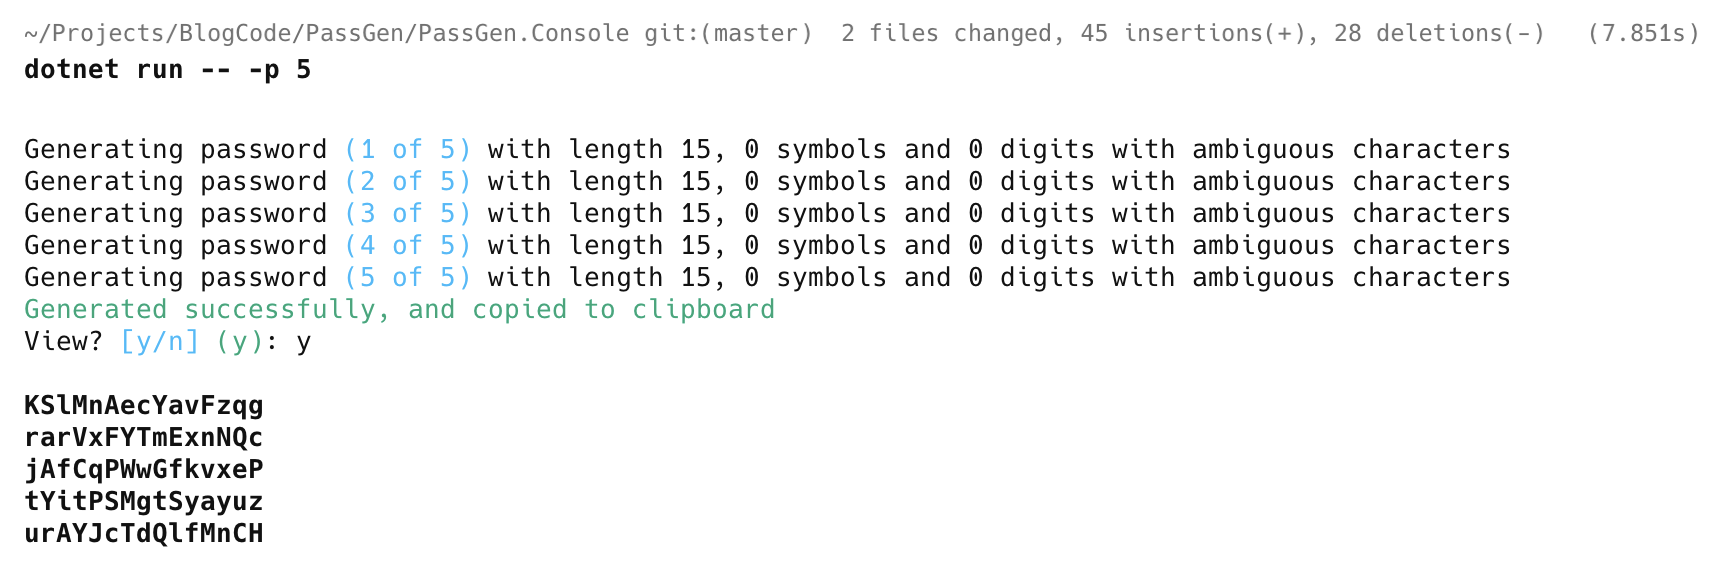 ~/Projects/BlogCode/PassGen/PassGen.Console git:(master)  2 files changed, 45 insertions(+), 28 deletions(-)  (7.851s)
dotnet run -- -p 5
Generating password (1 of 5) with length 15, 0 symbols and 0 digits with ambiguous characters
Generating password (2 of 5) with length 15, 0 symbols and 0 digits with ambiguous characters
Generating password (3 of 5) with length 15, 0 symbols and 0 digits with ambiguous characters
Generating password (4 of 5) with length 15, 0 symbols and 0 digits with ambiguous characters
Generating password (5 of 5) with length 15, 0 symbols and 0 digits with ambiguous characters
Generated successfully, and copied to clipboard
View? [y/n] (y): y
KSlMnAecYavFzqg
rarVxFYTmExnNQc
jAfCqPWwGfkvxeP
tYitPSMgtSyayuz
urAYJcTdQlfMnCH